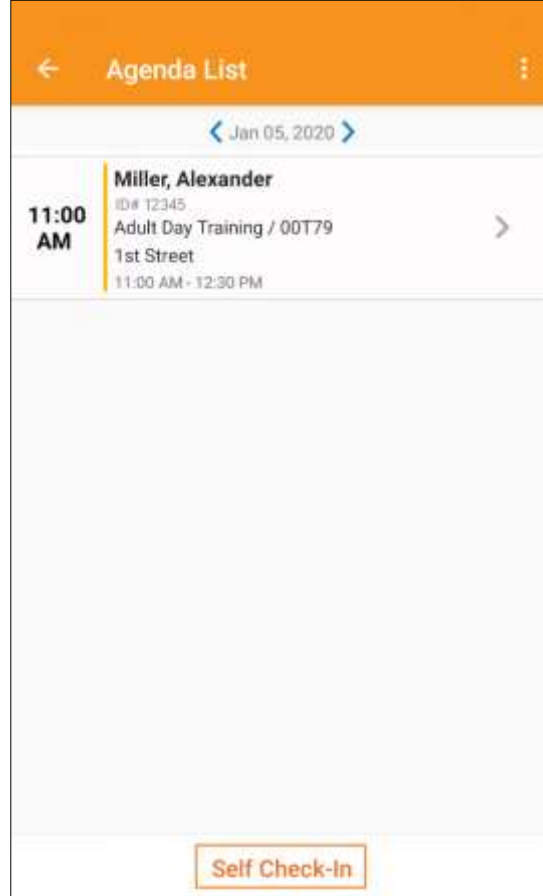 Agenda List
Jan 05, 2020
11:00
AM
Miller, Alexander
ID# 12345
Adult Day Training / 00T79
1st Street
11:00 AM - 12:30 PM
Self Check-In